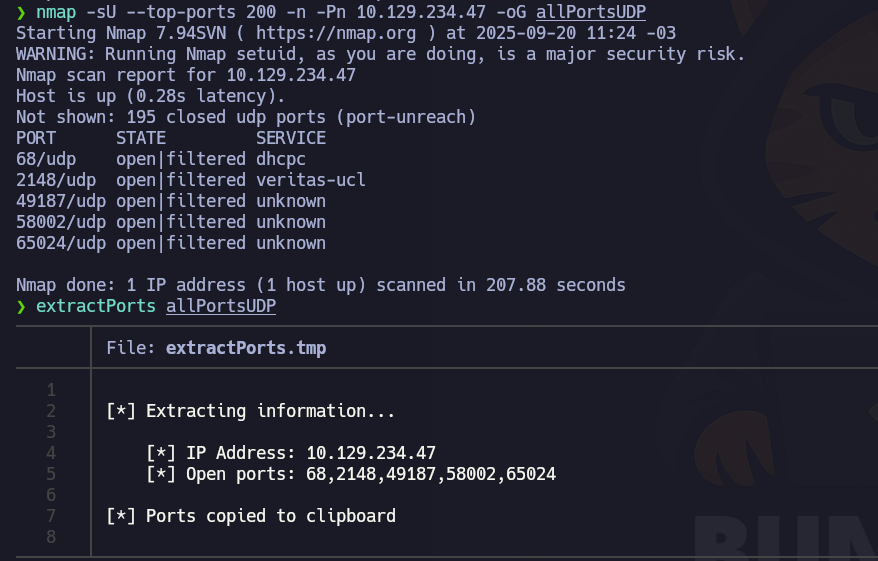 ❯ nmap -sU --top-ports 200 -n -Pn 10.129.234.47 -oG allPortsUDP
Starting Nmap 7.94SVN ( https://nmap.org ) at 2025-09-20 11:24 -03
WARNING: Running Nmap setuid, as you are doing, is a major security risk.
Nmap scan report for 10.129.234.47
Host is up (0.28s latency).
Not shown: 195 closed udp ports (port-unreach)
PORT      STATE         SERVICE
68/udp    open|filtered dhcpc
2148/udp  open|filtered veritas-ucl
49187/udp open|filtered unknown
58002/udp open|filtered unknown
65024/udp open|filtered unknown
Nmap done: 1 IP address (1 host up) scanned in 207.88 seconds
❯ extractPorts allPortsUDP
File: extractPorts.tmp
1
2 [*] Extracting information...
3
4     [*] IP Address: 10.129.234.47
5     [*] Open ports: 68,2148,49187,58002,65024
6
7 [*] Ports copied to clipboard
8